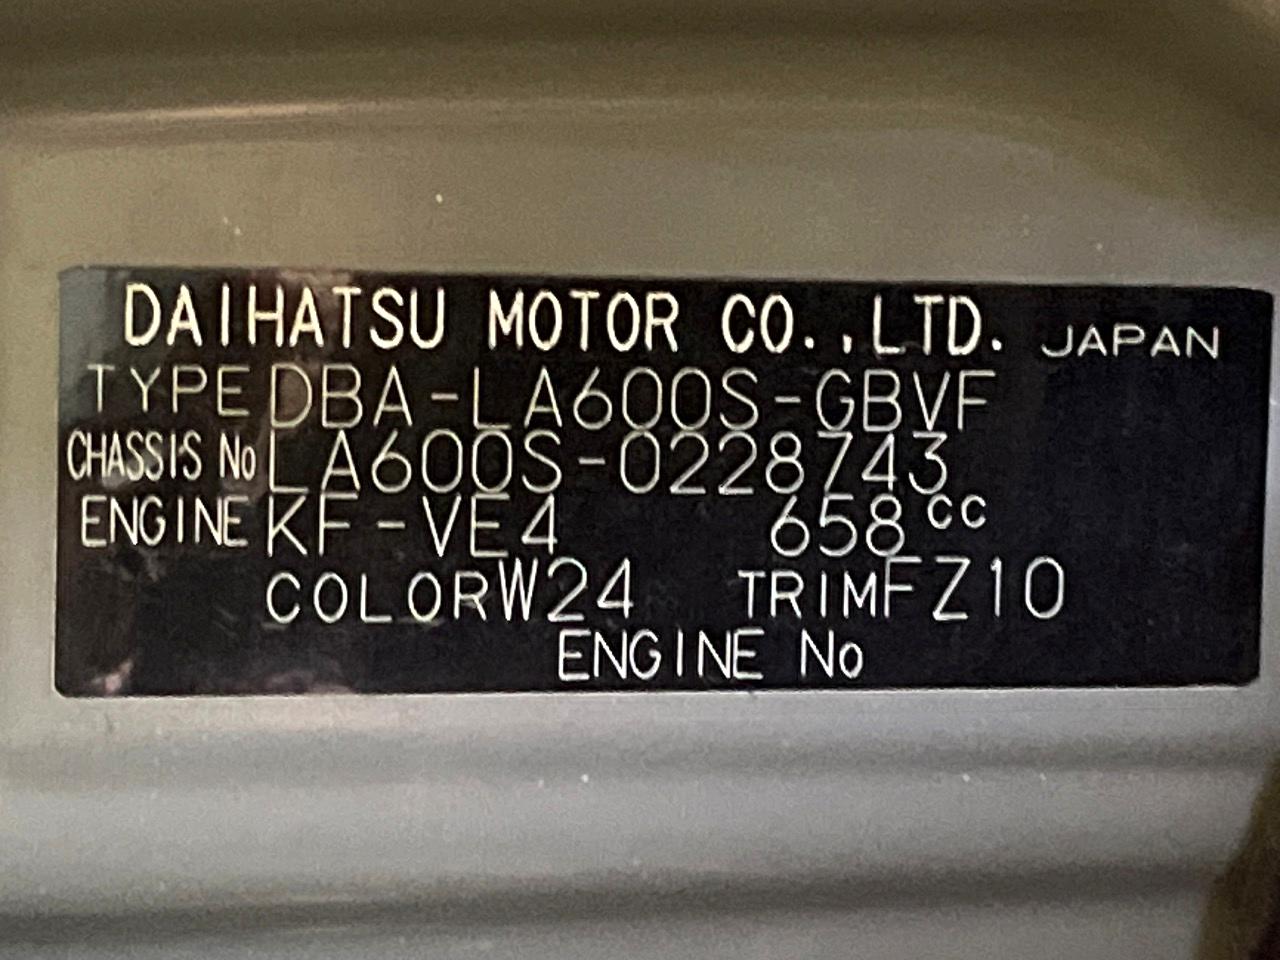 DAIHATSU MOTOR CO.,LTD. JAPAN
TYPE DBA-LA600S-GBVF
CHASSIS No LA600S-0228743
ENGINE KF-VE4 658cc
COLOR W24 TRIM FZ10
ENGINE No